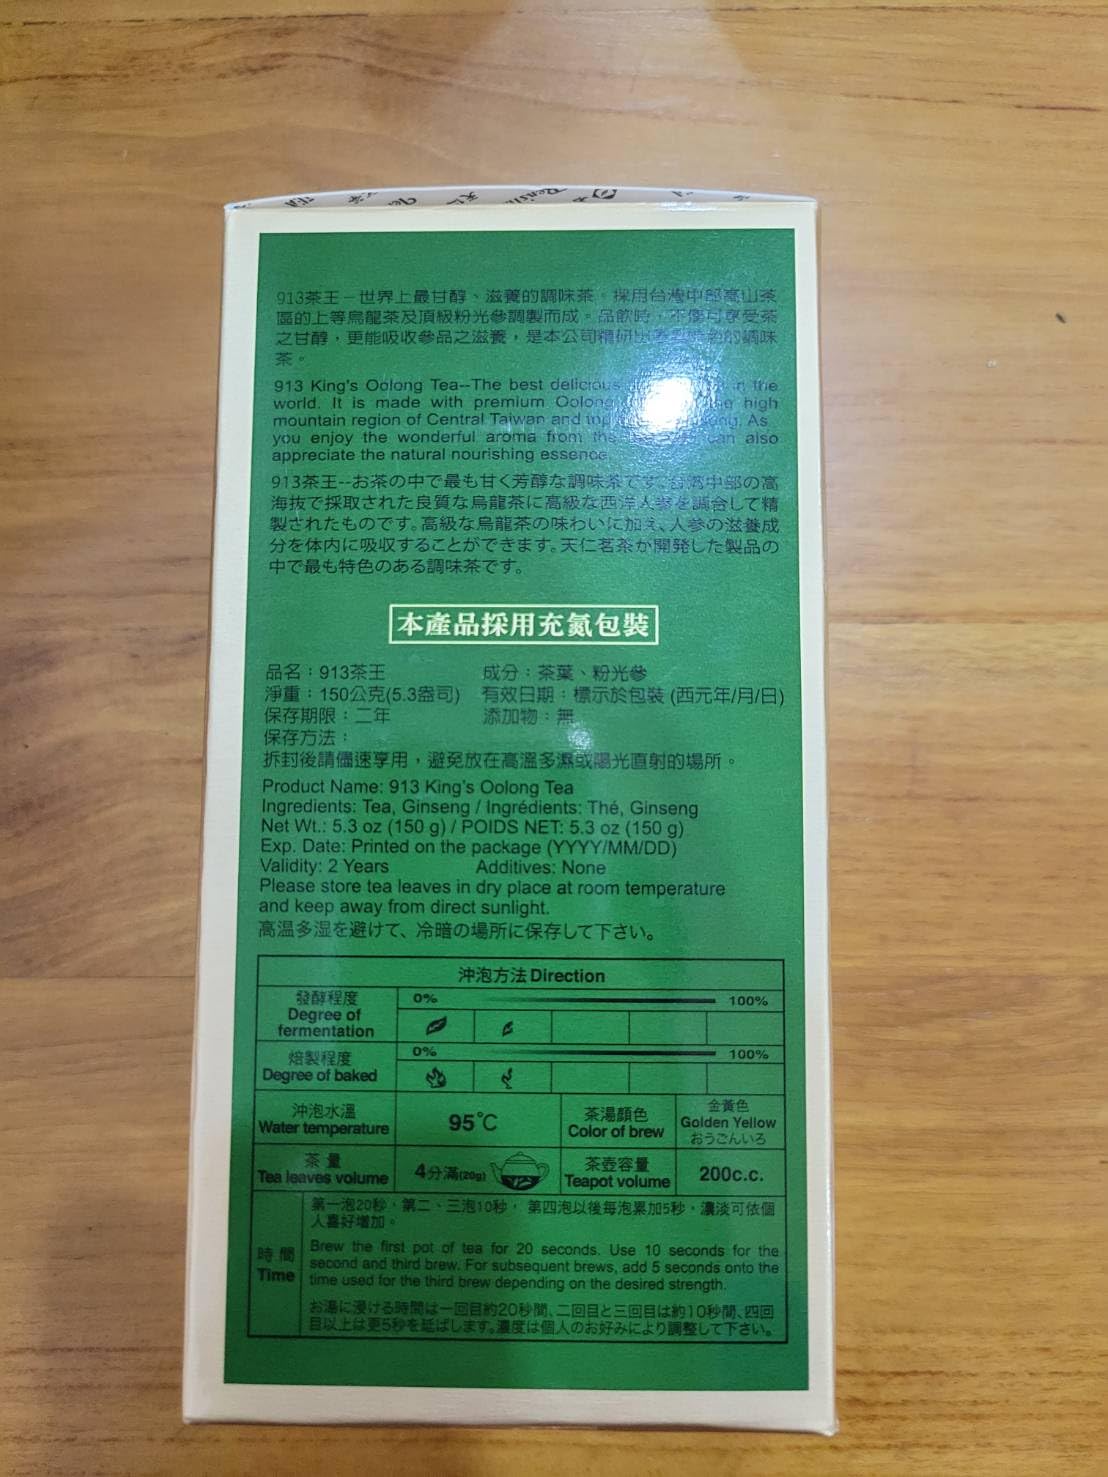 913茶王－世界上最甘醇、滋養的調味茶。採用台灣中部高山茶
區的上等烏龍茶及頂級粉光參調製而成。品飲時，不僅可享受茶
之甘醇，更能吸收參品之滋養，是本公司精研出的調味
茶。
913 King's Oolong Tea--The best delicious in the
world. It is made with premium Oolong high
mountain region of Central Taiwan and top As
you enjoy the wonderful aroma from the can also
appreciate the natural nourishing essence.
913茶王--お茶の中で最も甘く芳醇な調味茶です。台湾中部の高
海抜で採取された良質な烏龍茶に高級な西洋人参を調合して精
製されたものです。高級な烏龍茶の味わいに加え、人参の滋養成
分を体内に吸収することができます。天仁茗茶が開発した製品の
中で最も特色のある調味茶です。
本產品採用充氮包裝
品名：913茶王 成分：茶葉、粉光參
淨重：150公克(5.3盎司) 有效日期：標示於包裝 (西元年/月/日)
保存期限：二年 添加物：無
保存方法：
拆封後請儘速享用，避免放在高溫多濕或陽光直射的場所。
Product Name: 913 King's Oolong Tea
Ingredients: Tea, Ginseng / Ingrédients: Thé, Ginseng
Net Wt.: 5.3 oz (150 g) / POIDS NET: 5.3 oz (150 g)
Exp. Date: Printed on the package (YYYY/MM/DD)
Validity: 2 Years Additives: None
Please store tea leaves in dry place at room temperature
and keep away from direct sunlight.
高温多湿を避けて、冷暗の場所に保存して下さい。
沖泡方法 Direction
發酵程度 0% 100%
Degree of
fermentation
焙製程度 0% 100%
Degree of baked
沖泡水溫 95℃ 茶湯顏色 金黃色
Water temperature Color of brew Golden Yellow
おうごんいろ
茶 量 4分滿(20g) 茶壺容量 200c.c.
Tea leaves volume Teapot volume
第一泡20秒，第二、三泡10秒， 第四泡以後每泡累加5秒，濃淡可依個
人喜好增加。
時 間 Brew the first pot of tea for 20 seconds. Use 10 seconds for the
Time second and third brew. For subsequent brews, add 5 seconds onto the
time used for the third brew depending on the desired strength.
お湯に浸ける時間は一回目約20秒間、二回目と三回目は約10秒間、四回
目以上は更5秒を延ばします。濃度は個人のお好みにより調整して下さい。